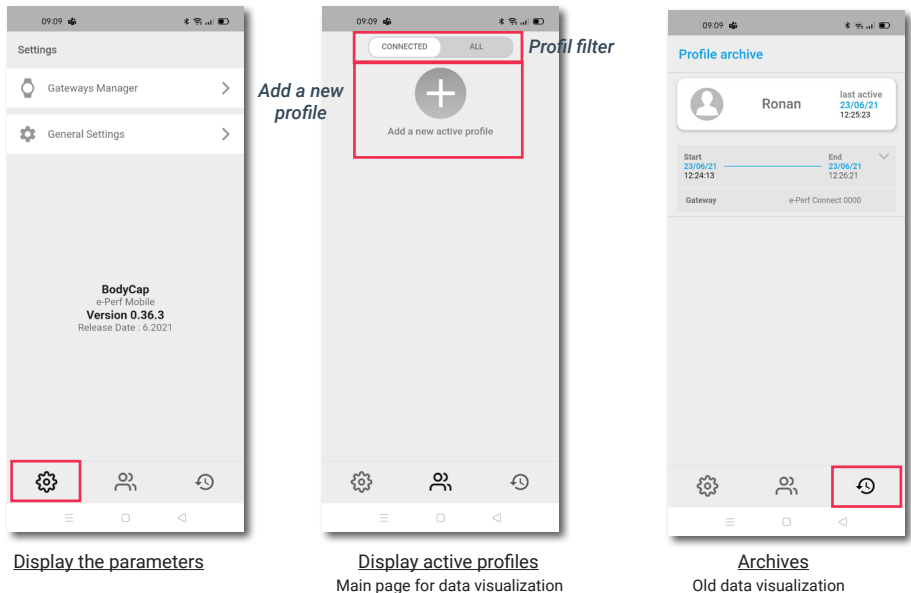 09:09
Settings
Gateways Manager
General Settings
BodyCap
e-Perf Mobile
Version 0.36.3
Release Date : 6.2021
Display the parameters
Add a new
profile
09:09
CONNECTED ALL
Profil filter
Add a new active profile
Display active profiles
Main page for data visualization
09:09
Profile archive
Ronan
last active
23/06/21
12:25:23
Start End
23/06/21 23/06/21
12:24:13 12:26:21
Gateway e-Perf Connect 0000
Archives
Old data visualization